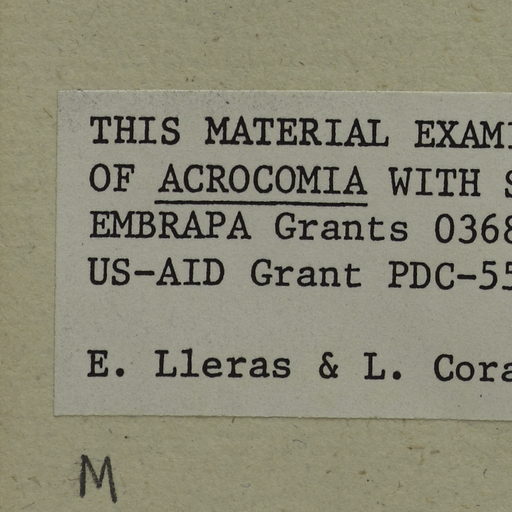 THIS MATERIAL EXAMI
OF ACROCOMIA WITH S
EMBRAPA Grants 0368
US-AID Grant PDC-55
E. Lleras & L. Cora
M